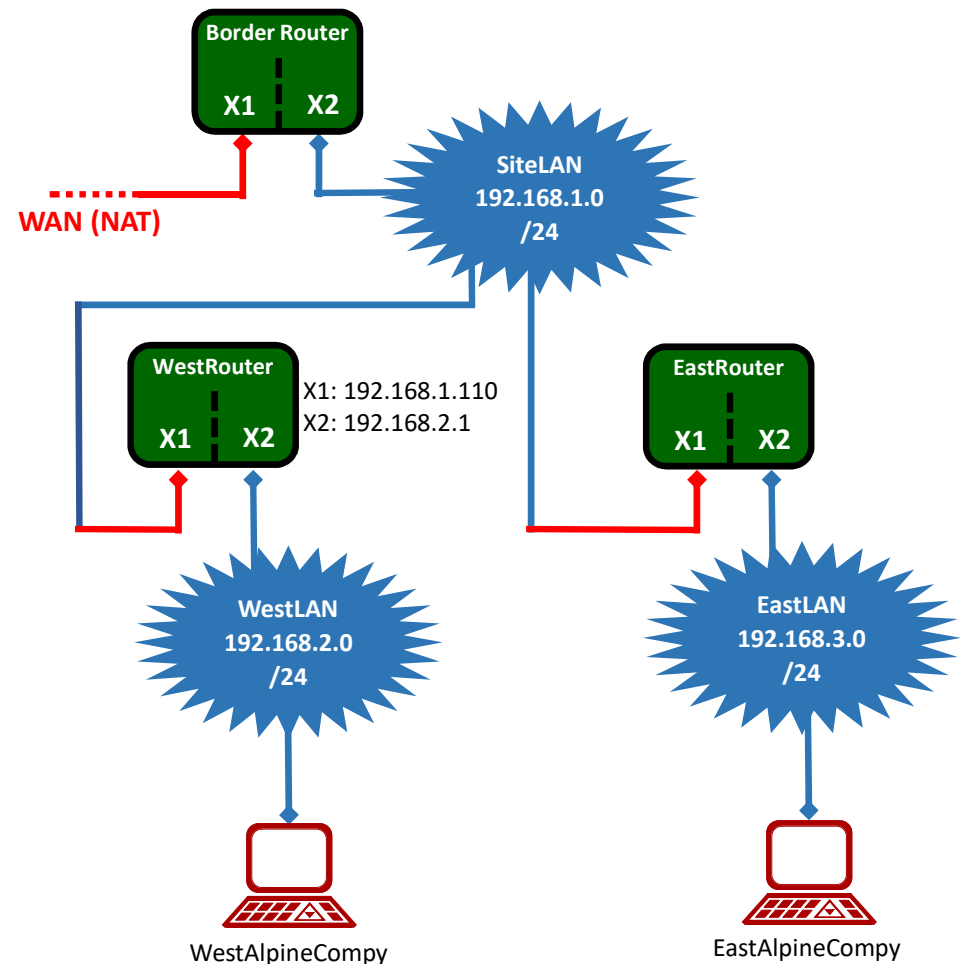 Border Router
X1 X2
SiteLAN
192.168.1.0
/24
WAN (NAT)
WestRouter
X1 X2
X1: 192.168.1.110
X2: 192.168.2.1
EastRouter
X1 X2
WestLAN
192.168.2.0
/24
EastLAN
192.168.3.0
/24
WestAlpineCompy
EastAlpineCompy